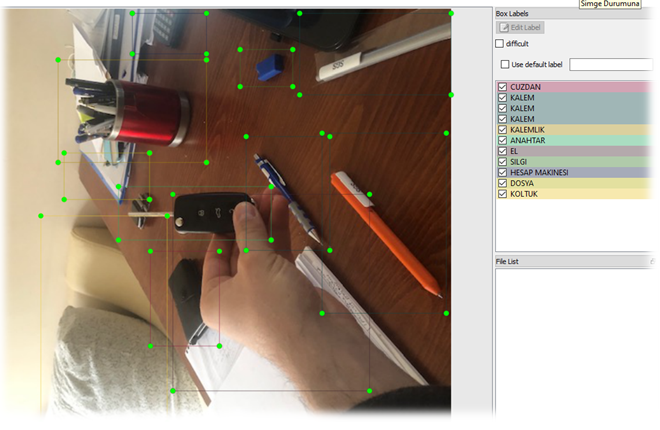 Simge Durumuna
Box Labels
Edit Label
difficult
Use default label
CUZDAN
KALEM
KALEM
KALEM
KALEMLIK
ANAHTAR
EL
SILGI
HESAP MAKINESI
DOSYA
KOLTUK
File List
SBS